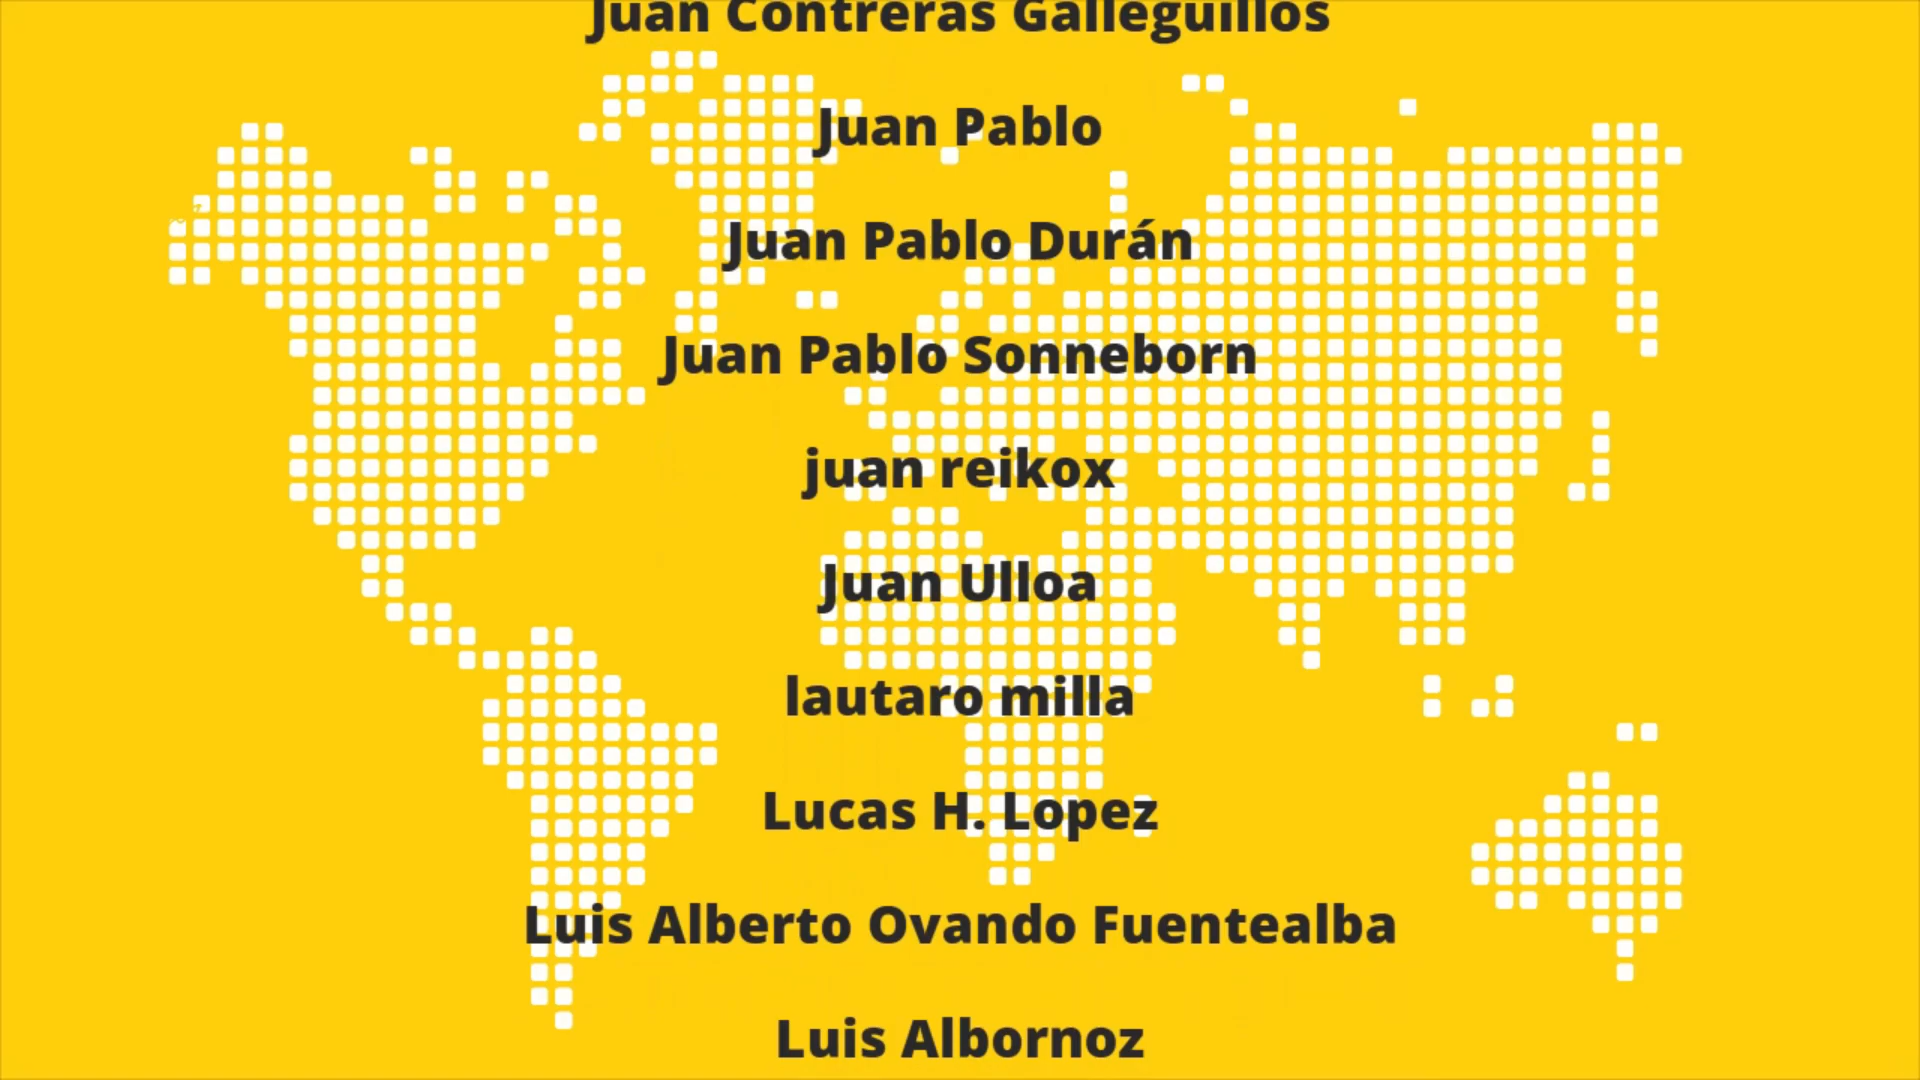 Juan Contreras Galleguillos
Juan Pablo
Juan Pablo Durán
Juan Pablo Sonneborn
juan reikox
Juan Ulloa
lautaro milla
Lucas H. Lopez
Luis Alberto Ovando Fuentealba
Luis Albornoz